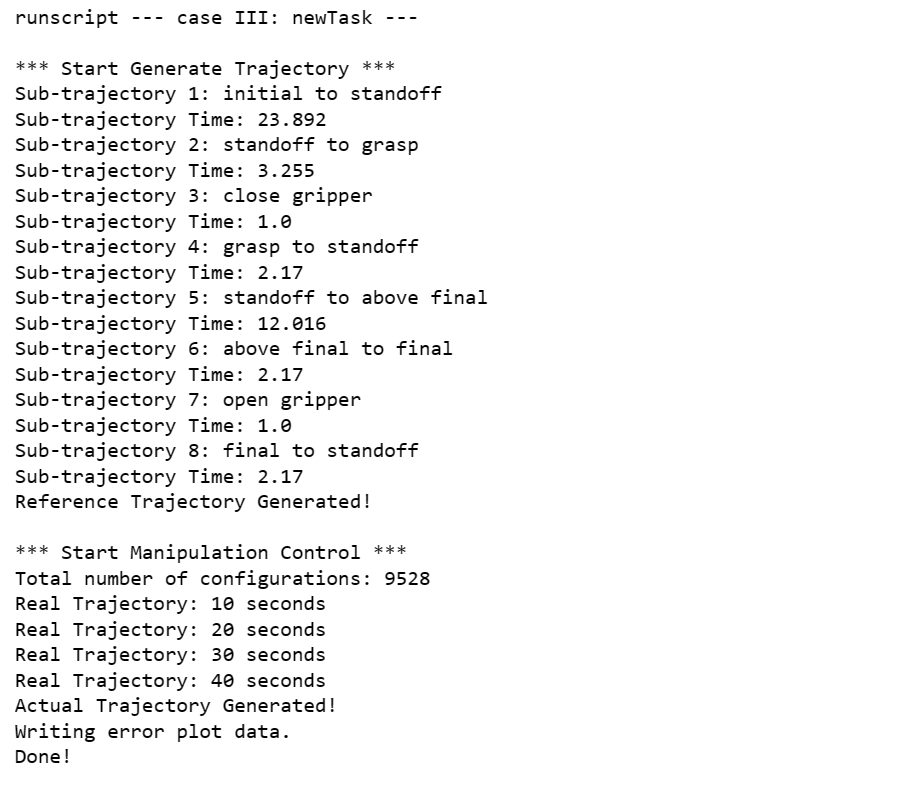 runscript --- case III: newTask ---
*** Start Generate Trajectory ***
Sub-trajectory 1: initial to standoff
Sub-trajectory Time: 23.892
Sub-trajectory 2: standoff to grasp
Sub-trajectory Time: 3.255
Sub-trajectory 3: close gripper
Sub-trajectory Time: 1.0
Sub-trajectory 4: grasp to standoff
Sub-trajectory Time: 2.17
Sub-trajectory 5: standoff to above final
Sub-trajectory Time: 12.016
Sub-trajectory 6: above final to final
Sub-trajectory Time: 2.17
Sub-trajectory 7: open gripper
Sub-trajectory Time: 1.0
Sub-trajectory 8: final to standoff
Sub-trajectory Time: 2.17
Reference Trajectory Generated!
*** Start Manipulation Control ***
Total number of configurations: 9528
Real Trajectory: 10 seconds
Real Trajectory: 20 seconds
Real Trajectory: 30 seconds
Real Trajectory: 40 seconds
Actual Trajectory Generated!
Writing error plot data.
Done!